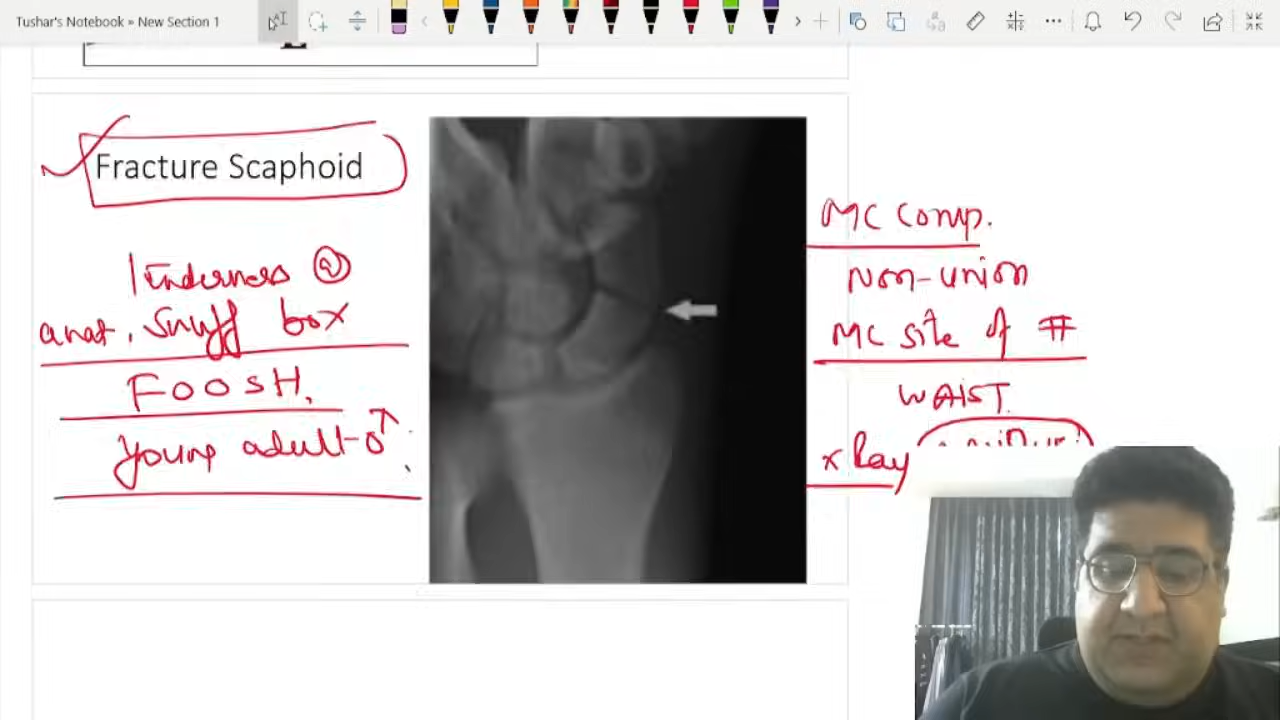 Tushar's Notebook » New Section 1
Fracture Scaphoid
Tenderness @
anat. Snuff box
FOOSH.
Young adult ♂.
MC Comp.
Non-union
MC site of #
WAIST.
xRay